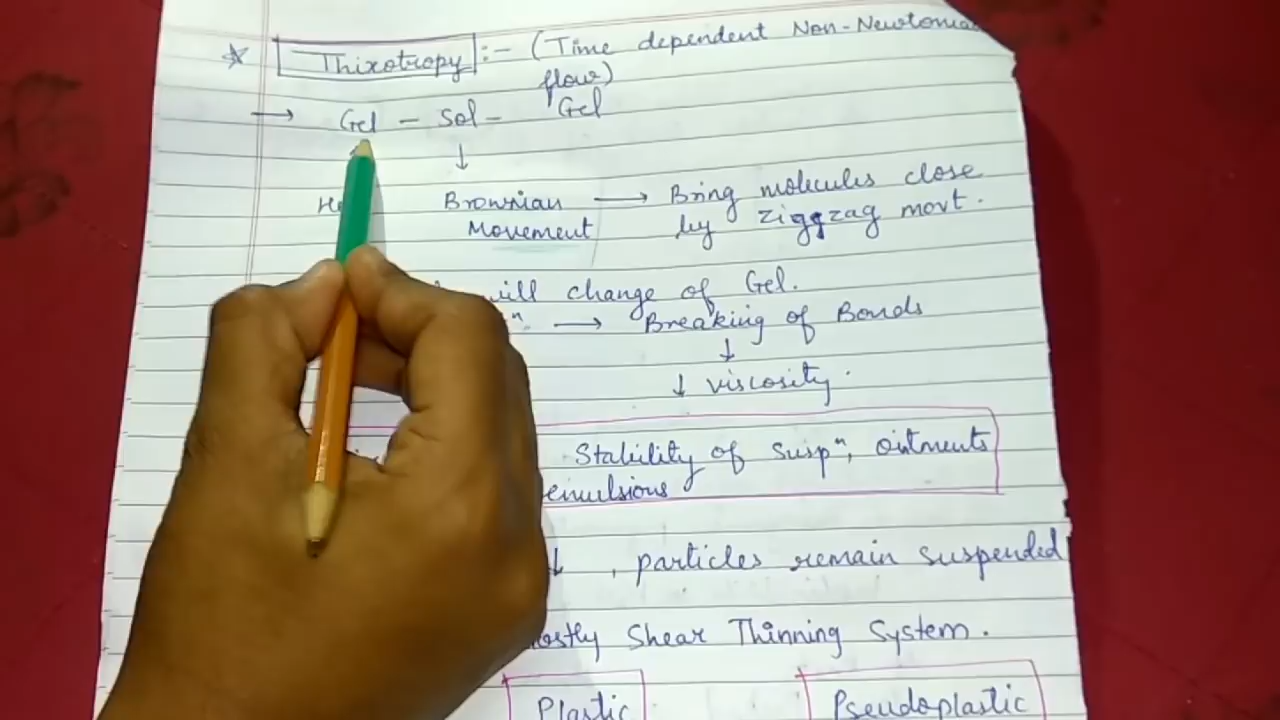 Thixotropy :- (Time dependent Non-Newtonian
flow)
→ Gel - Sol - Gel
↓
Brownian → Bring molecules close
Movement by zigzag movt.
will change of Gel.
n. → Breaking of Bonds
↓
↓ viscosity.
Stability of Suspn, ointments
emulsions
↓ , particles remain suspended
Shear Thinning System.
Plastic Pseudoplastic